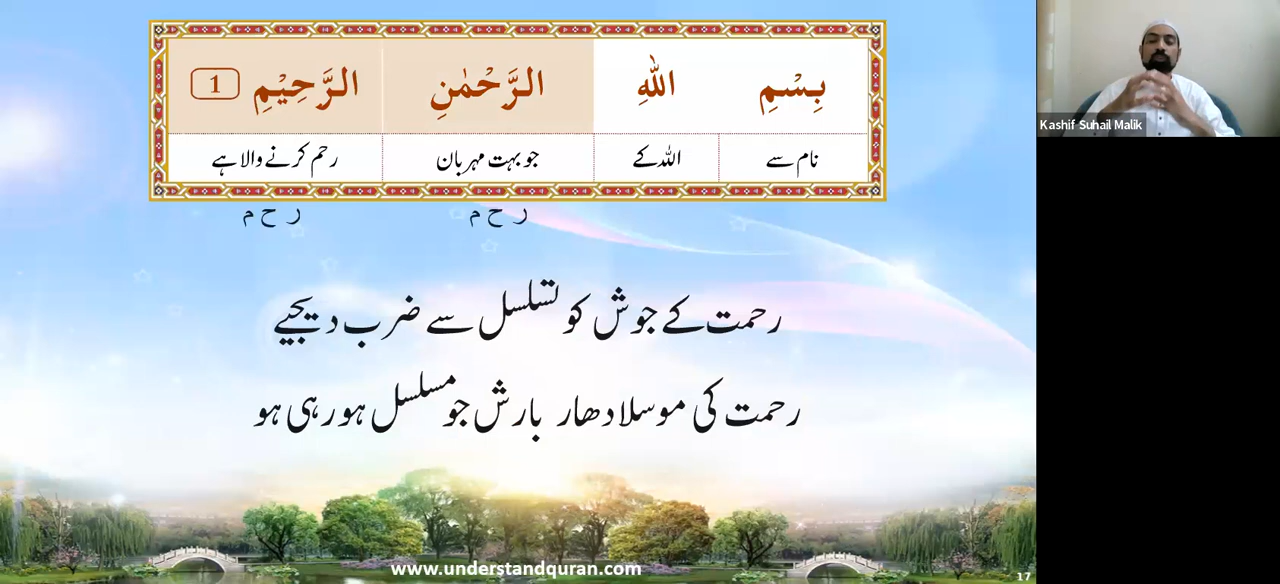 بِسْمِ اللّٰهِ الرَّحْمٰنِ الرَّحِيْمِ 1
نام سے اللہ کے جو بہت مہربان رحم کرنے والا ہے
ر ح م ر ح م
رحمت کے جوش کو تسلسل سے ضرب دیجیے
رحمت کی موسلادھار بارش جو مسلسل ہو رہی ہو
www.understandquran.com
17
Kashif Suhail Malik